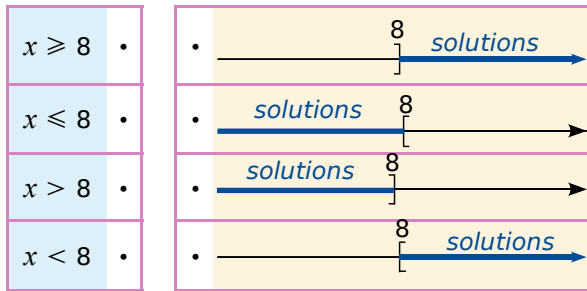 x ⩾ 8 • • 8 solutions
x ⩽ 8 • • solutions 8
x > 8 • • solutions 8
x < 8 • • 8 solutions